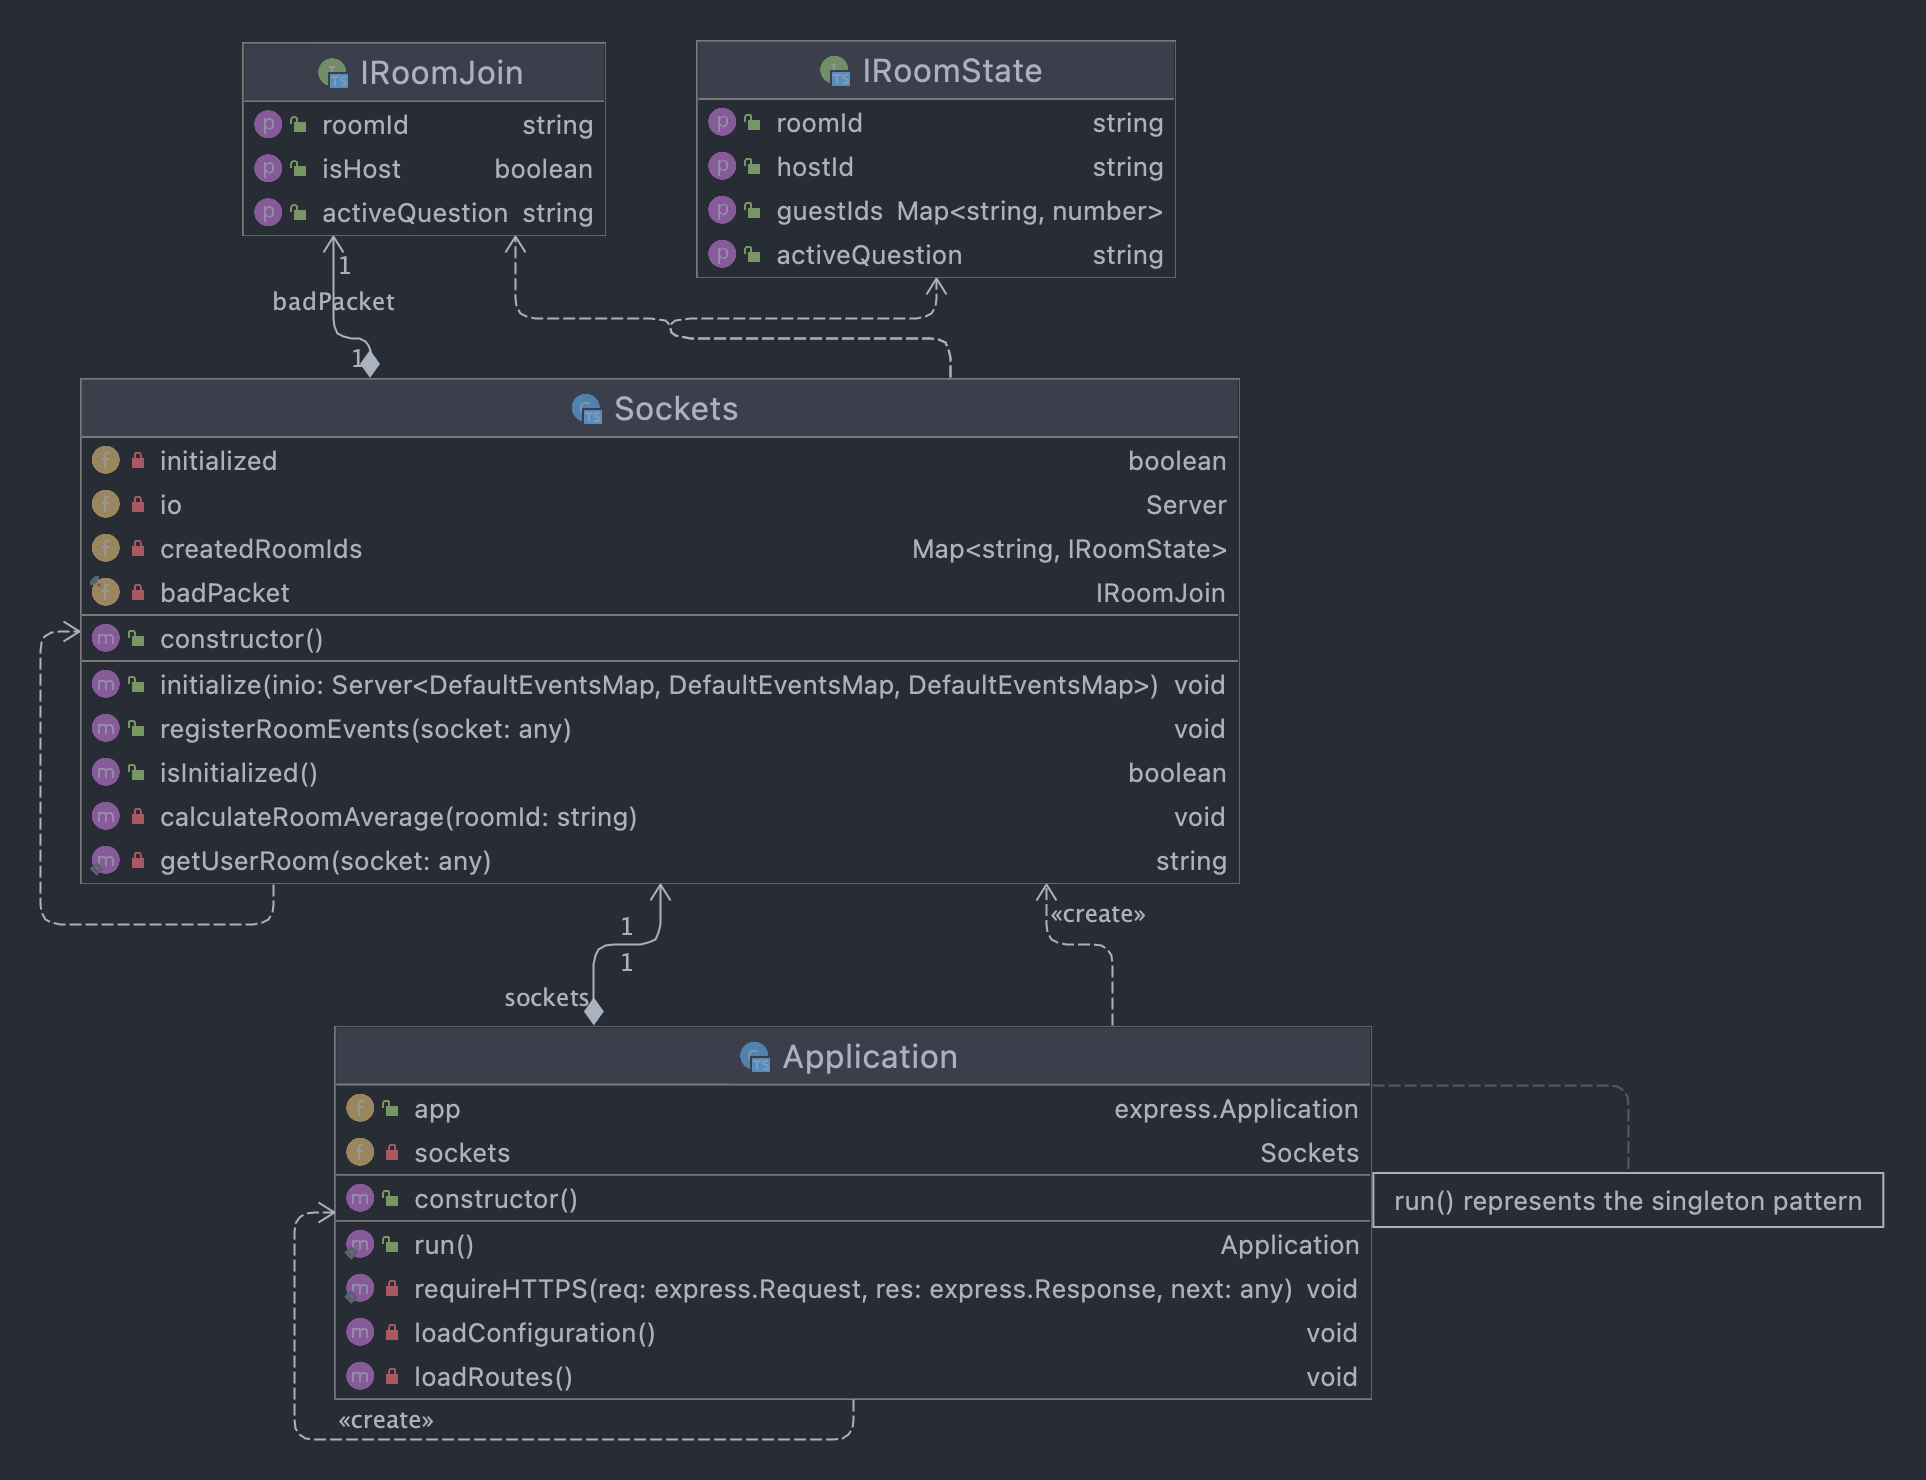 IRoomJoin
roomId string
isHost boolean
activeQuestion string
IRoomState
roomId string
hostId string
guestIds Map<string, number>
activeQuestion string
1
badPacket
1
Sockets
initialized boolean
io Server
createdRoomIds Map<string, IRoomState>
badPacket IRoomJoin
constructor()
initialize(inio: Server<DefaultEventsMap, DefaultEventsMap, DefaultEventsMap>) void
registerRoomEvents(socket: any) void
isInitialized() boolean
calculateRoomAverage(roomId: string) void
getUserRoom(socket: any) string
1
«create»
1
sockets
Application
app express.Application
sockets Sockets
constructor()
run() represents the singleton pattern
run() Application
requireHTTPS(req: express.Request, res: express.Response, next: any) void
loadConfiguration() void
loadRoutes() void
«create»